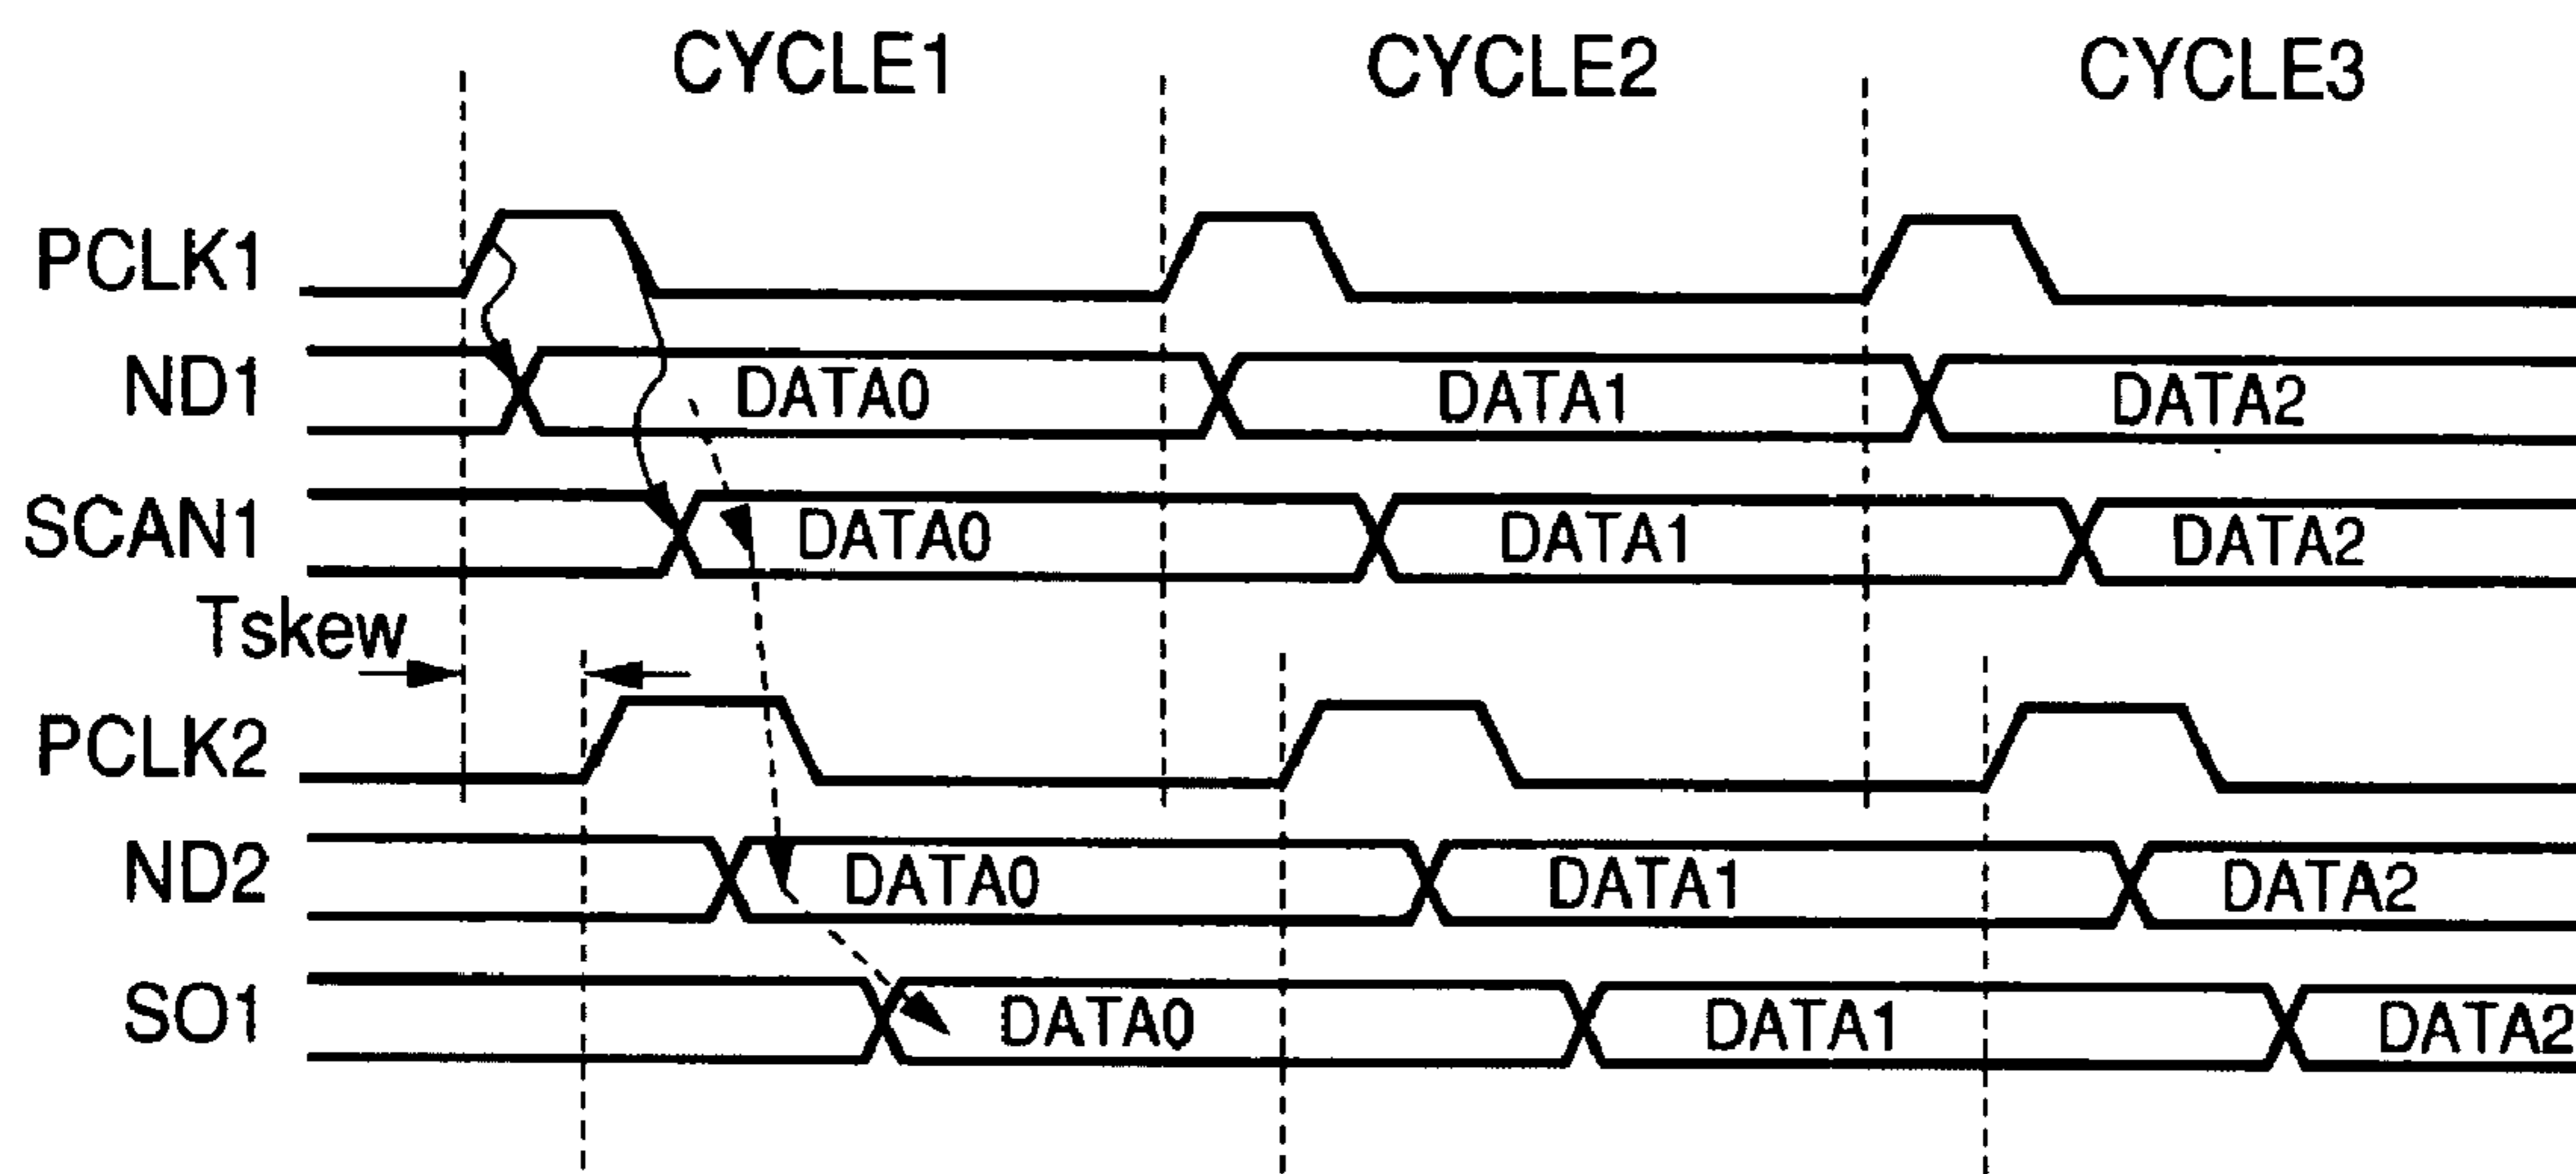 CYCLE1 CYCLE2 CYCLE3
PCLK1
ND1 DATA0 DATA1 DATA2
SCAN1 DATA0 DATA1 DATA2
Tskew
PCLK2
ND2 DATA0 DATA1 DATA2
SO1 DATA0 DATA1 DATA2